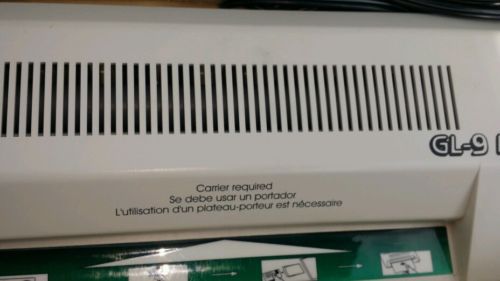 GL-9
Carrier required
Se debe usar un portador
L'utilisation d'un plateau-porteur est nécessaire